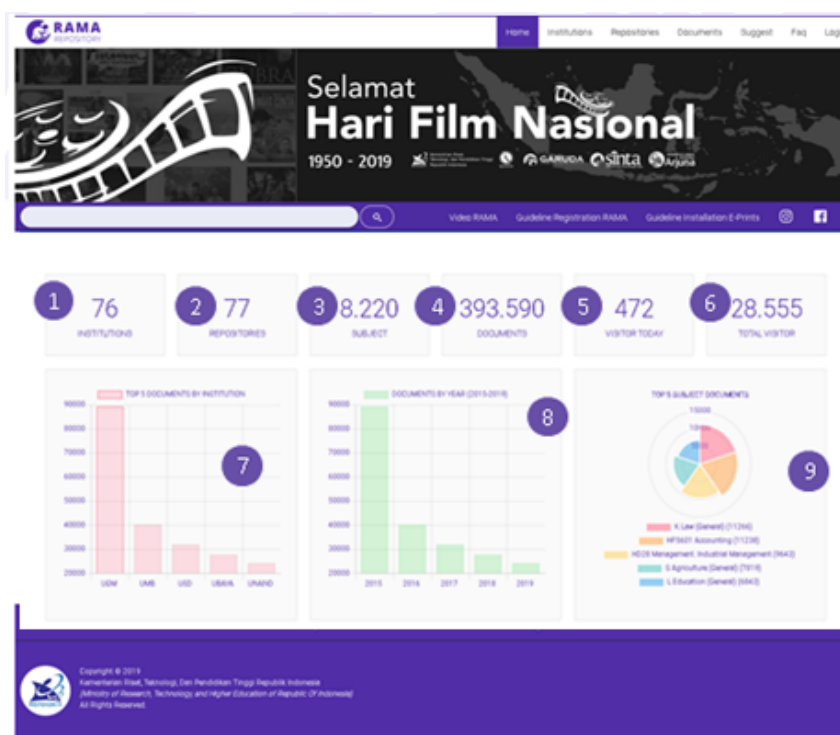 RAMA
REPOSITORY
Home Institutions Repositories Documents Suggest Faq
Selamat
Hari Film Nasional
1950 - 2019
GARUDA sinta Arjuna
Video RAMA Guideline Registration RAMA Guideline Installation E-Prints
1 2 3 4 5 6
76 77 8.220 393.590 472 28.555
INSTITUTIONS REPOSITORIES SUBJECT DOCUMENTS VISITOR TODAY TOTAL VISITOR
TOP 5 DOCUMENTS BY INSTITUTION
90000
80000
70000
60000
50000
40000
30000
20000
UGM UMB USD UBAYA UNAND
7
DOCUMENTS BY YEAR (2015-2019)
90000
80000
70000
60000
50000
40000
30000
20000
2015 2016 2017 2018 2019
8
TOP 5 SUBJECT DOCUMENTS
15000
9
K Law (General) (11266)
HF5601 Accounting (11238)
HD28 Management. Industrial Management (9643)
S Agriculture (General) (7819)
L Education (General) (6843)
Copyright © 2019
Kementerian Riset, Teknologi, Dan Pendidikan Tinggi Republik Indonesia
(Ministry of Research, Technology, and Higher Education of Republic Of Indonesia)
All Rights Reserved.